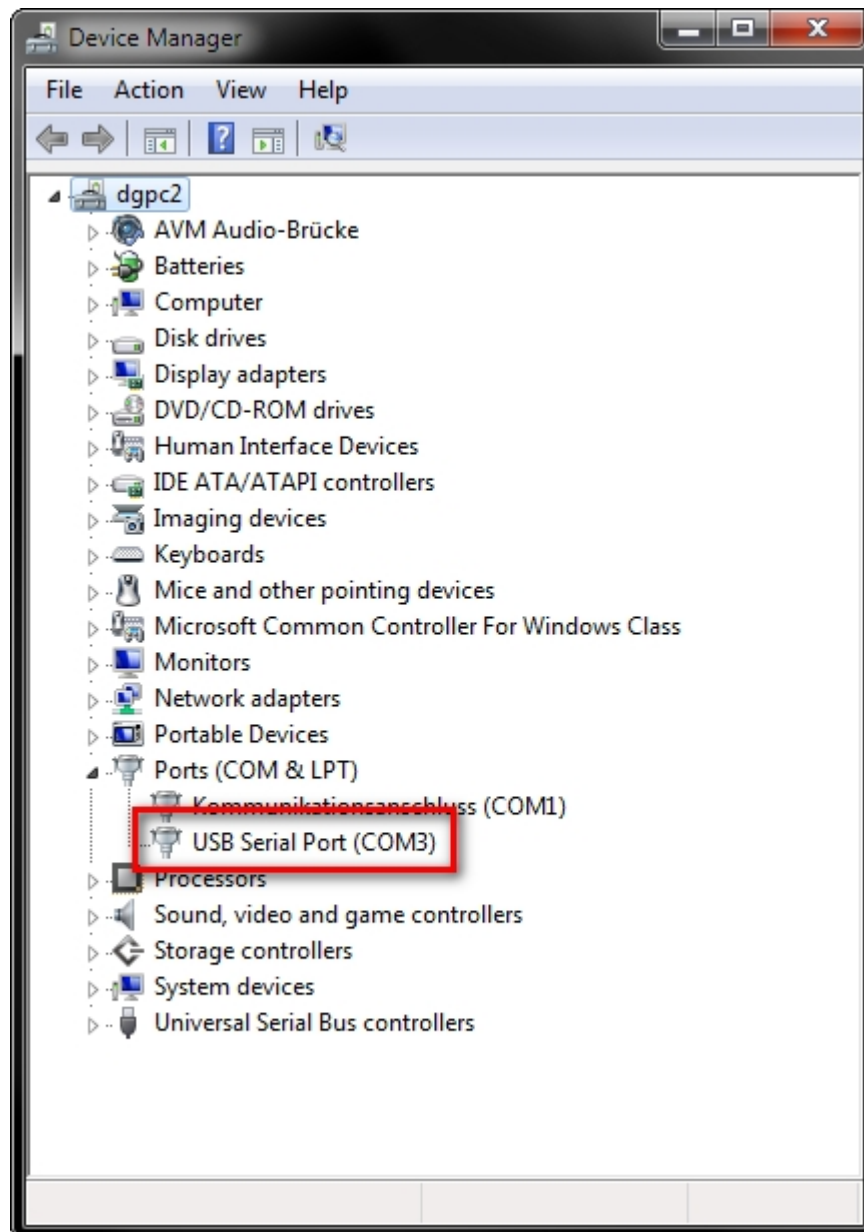 Device Manager
File Action View Help
dgpc2
AVM Audio-Brücke
Batteries
Computer
Disk drives
Display adapters
DVD/CD-ROM drives
Human Interface Devices
IDE ATA/ATAPI controllers
Imaging devices
Keyboards
Mice and other pointing devices
Microsoft Common Controller For Windows Class
Monitors
Network adapters
Portable Devices
Ports (COM & LPT)
Kommunikationsanschluss (COM1)
USB Serial Port (COM3)
Processors
Sound, video and game controllers
Storage controllers
System devices
Universal Serial Bus controllers